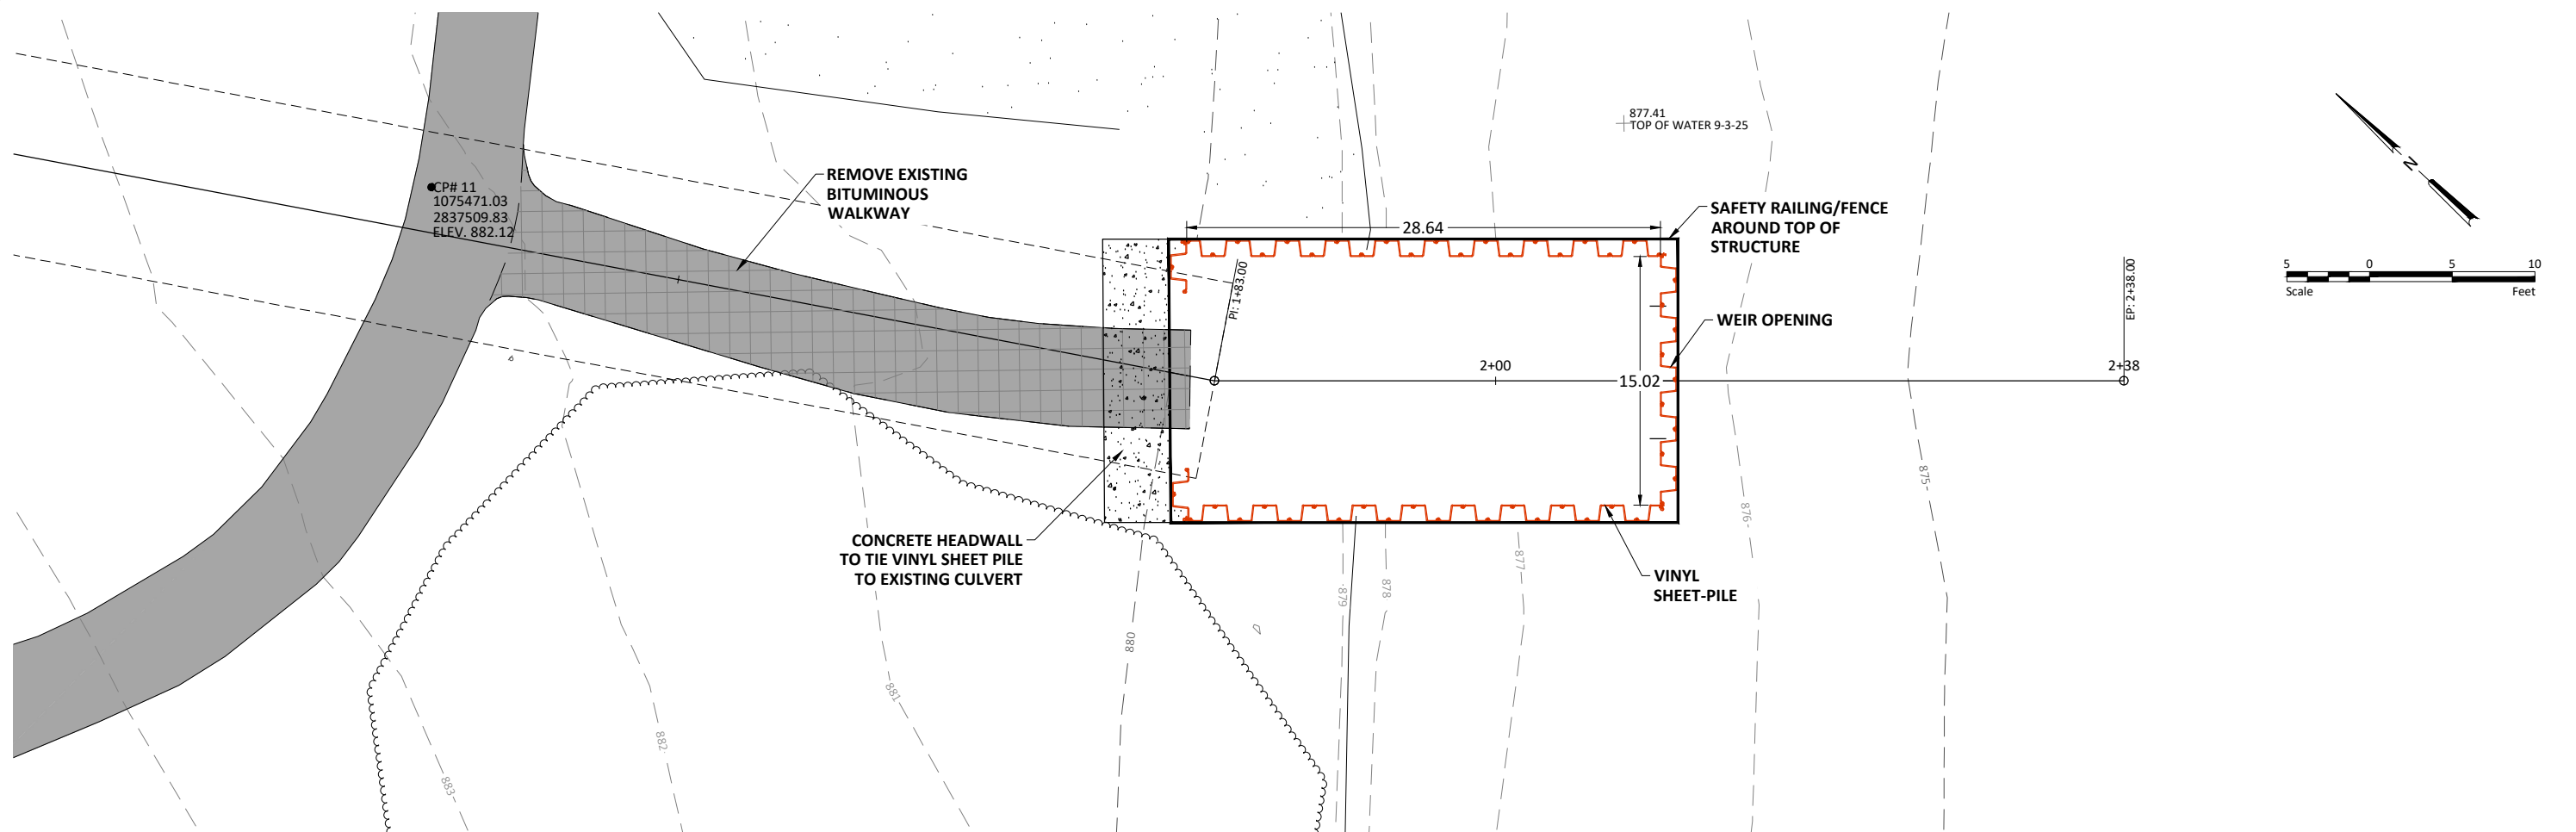 877.41
TOP OF WATER 9-3-25
N
REMOVE EXISTING
BITUMINOUS
WALKWAY
CP# 11
1075471.03
2837509.83
ELEV. 882.12
SAFETY RAILING/FENCE
AROUND TOP OF
STRUCTURE
28.64
PI: 1+83.00
EP: 2+38.00
5 0 5 10
Scale Feet
WEIR OPENING
2+00
15.02
2+38
875
876
877
878
879
880
881
882
883
CONCRETE HEADWALL
TO TIE VINYL SHEET PILE
TO EXISTING CULVERT
VINYL
SHEET-PILE